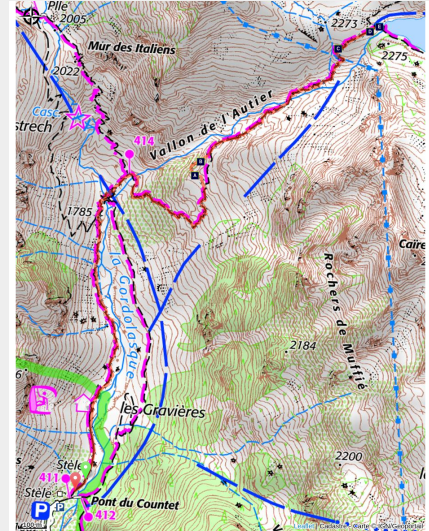 Plle
2005
Mur des Italiens
2273
2275
2022
Casc
strech
Vallon de l'Autier
414
C
D
E
B
A
1785
la Gordolasque
Caire
Rochers de Muffié
2184
les Gravières
2200
Stèle
411
Stèle
P
Pont du Countet
412
100 m
Leaflet | Cadastre - Carte © IGN/Geoportail